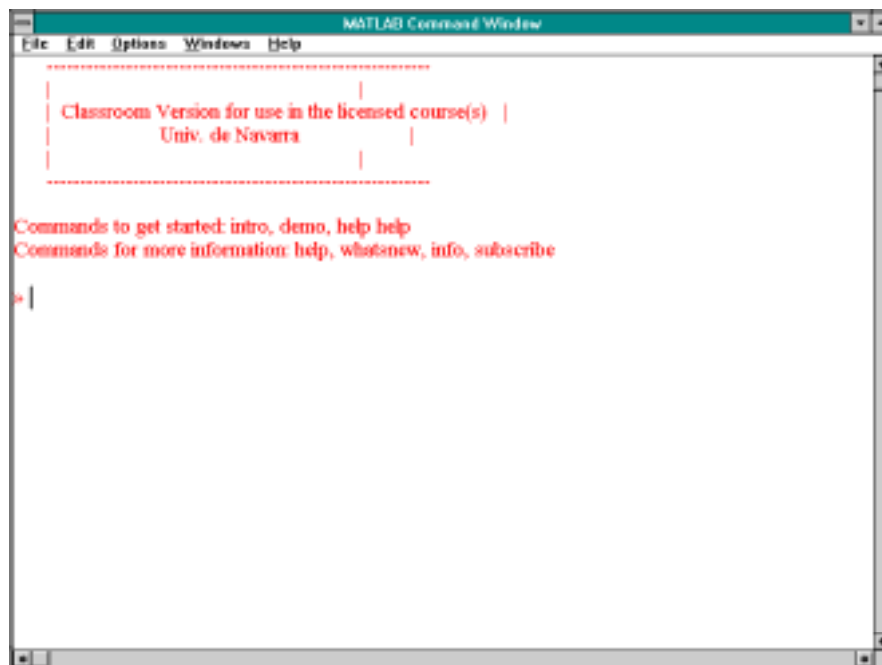 MATLAB Command Window
File Edit Options Windows Help
-----------------------------------------------------------
| |
| Classroom Version for use in the licensed course(s) |
| Univ. de Navarra |
| |
-----------------------------------------------------------
Commands to get started: intro, demo, help help
Commands for more information: help, whatsnew, info, subscribe
»